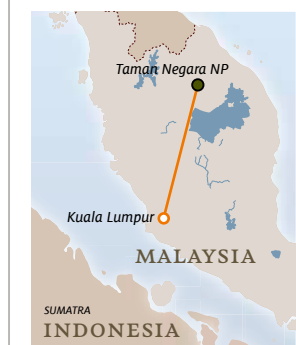 Taman Negara NP
Kuala Lumpur
MALAYSIA
SUMATRA
INDONESIA